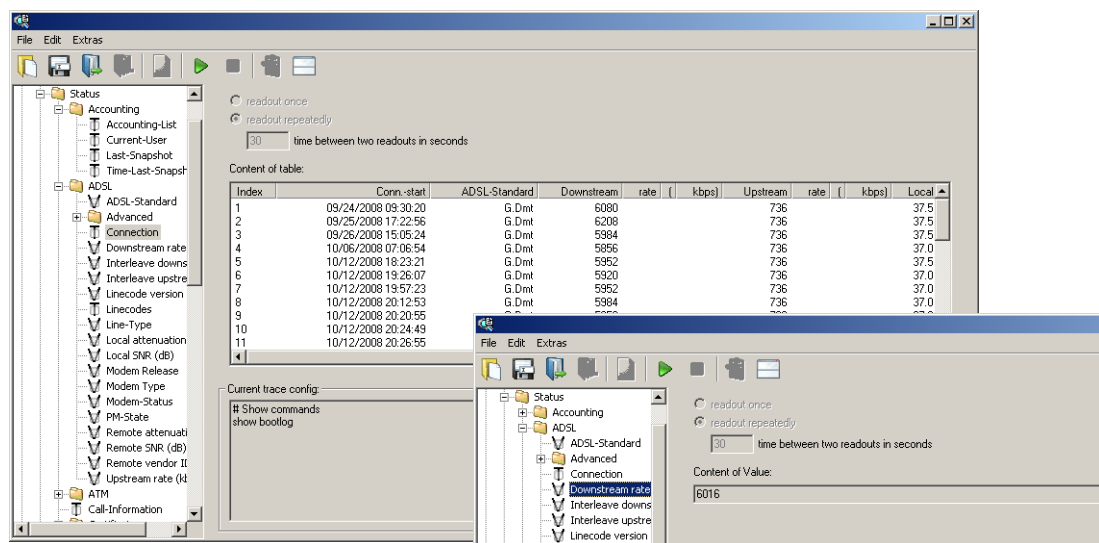 File Edit Extras
Status
Accounting
Accounting-List
Current-User
Last-Snapshot
Time-Last-Snapsh
ADSL
ADSL-Standard
Advanced
Connection
Downstream rate
Interleave downs
Interleave upstre
Linecode version
Linecodes
Line-Type
Local attenuation
Local SNR (dB)
Modem Release
Modem Type
Modem-Status
PM-State
Remote attenuati
Remote SNR (dB)
Remote vendor ID
Upstream rate (kb
ATM
Call-Information
readout once
readout repeatedly
30 time between two readouts in seconds
Content of table:
Index Conn.-start ADSL-Standard Downstream rate ( kbps) Upstream rate ( kbps) Local
1 09/24/2008 09:30:20 G.Dmt 6080 736 37.5
2 09/25/2008 17:22:56 G.Dmt 6208 736 37.5
3 09/26/2008 15:05:24 G.Dmt 5984 736 37.5
4 10/06/2008 07:06:54 G.Dmt 5856 736 37.0
5 10/12/2008 18:23:21 G.Dmt 5952 736 37.5
6 10/12/2008 19:26:07 G.Dmt 5920 736 37.0
7 10/12/2008 19:57:23 G.Dmt 5952 736 37.0
8 10/12/2008 20:12:53 G.Dmt 5984 736 37.0
9 10/12/2008 20:20:55
10 10/12/2008 20:24:49
11 10/12/2008 20:26:55
Current trace config:
# Show commands
show bootlog
File Edit Extras
Status
Accounting
ADSL
ADSL-Standard
Advanced
Connection
Downstream rate
Interleave downs
Interleave upstre
Linecode version
readout once
readout repeatedly
30 time between two readouts in seconds
Content of Value:
6016